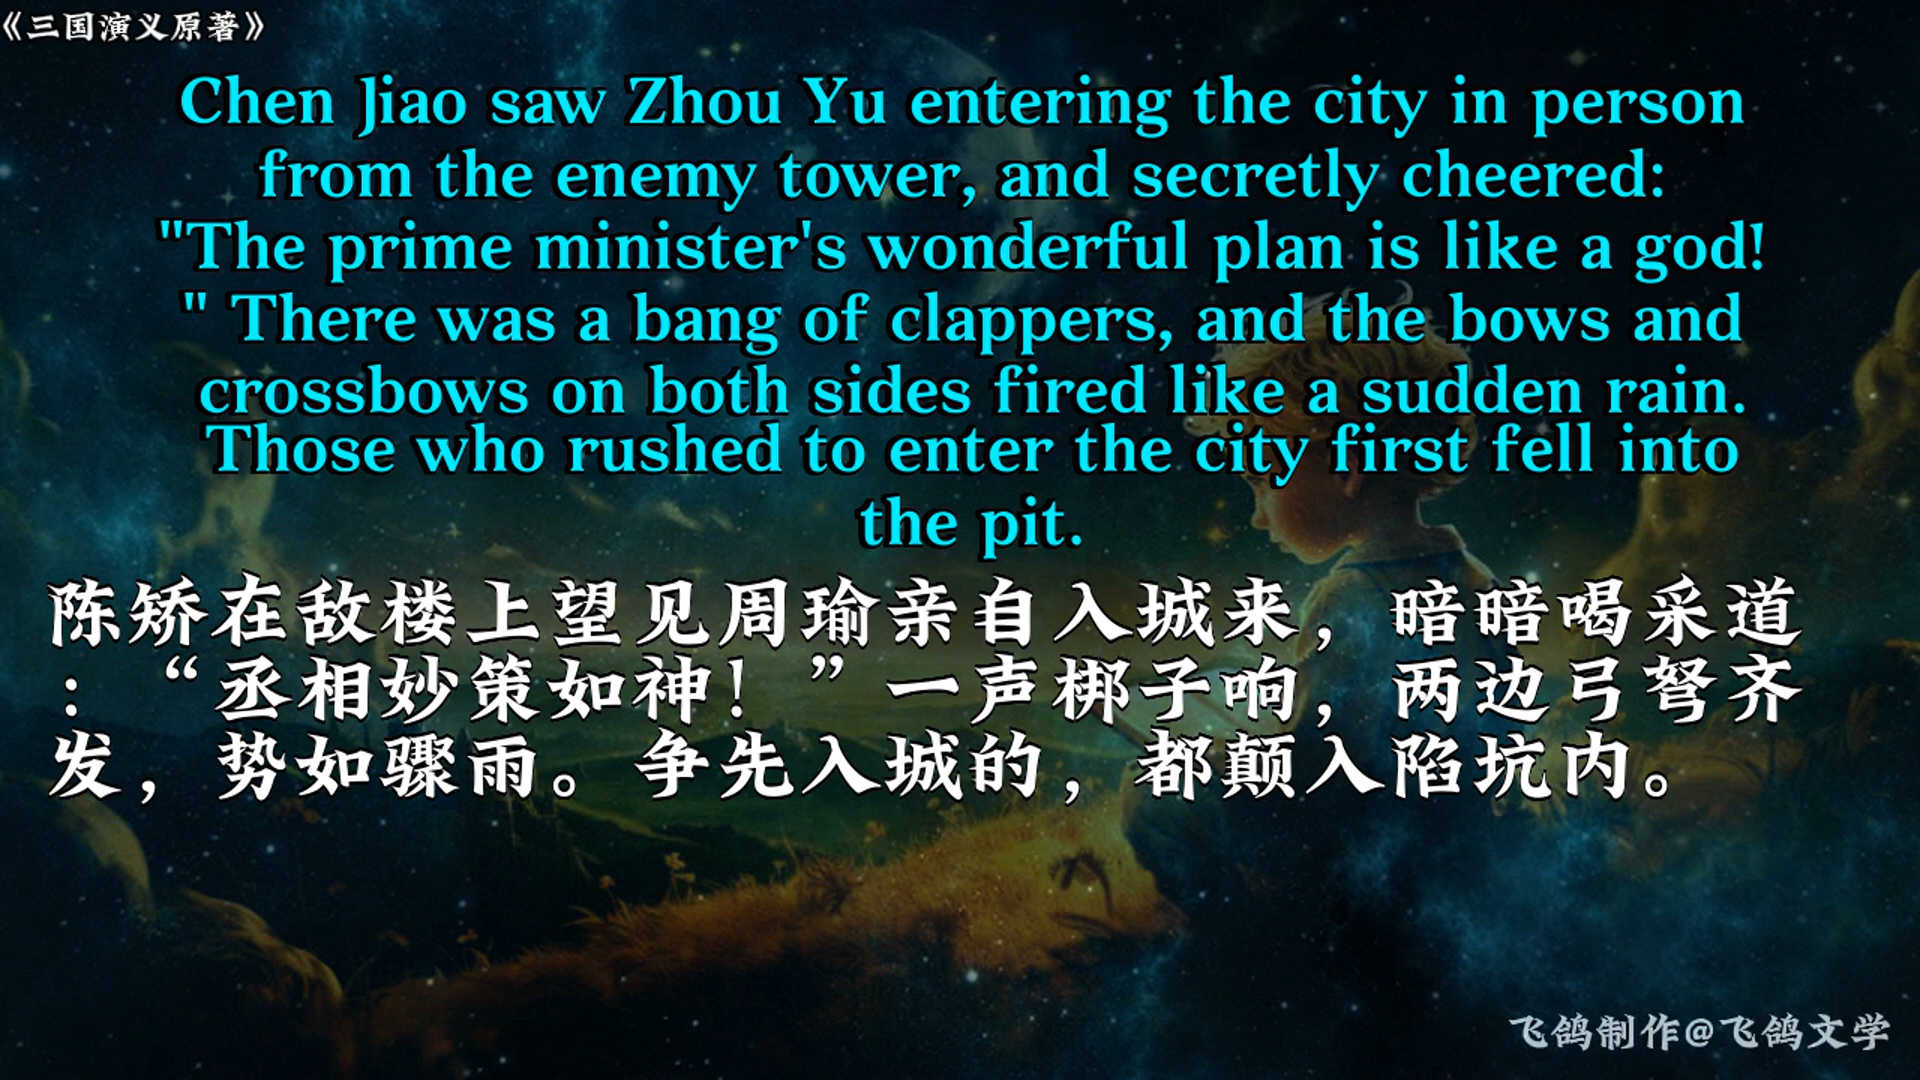 《三国演义原著》
Chen Jiao saw Zhou Yu entering the city in person
from the enemy tower, and secretly cheered:
"The prime minister's wonderful plan is like a god!
" There was a bang of clappers, and the bows and
crossbows on both sides fired like a sudden rain.
Those who rushed to enter the city first fell into
the pit.
陈矫在敌楼上望见周瑜亲自入城来，暗暗喝采道
：“丞相妙策如神！”一声梆子响，两边弓弩齐
发，势如骤雨。争先入城的，都颠入陷坑内。
飞鸽制作@飞鸽文学